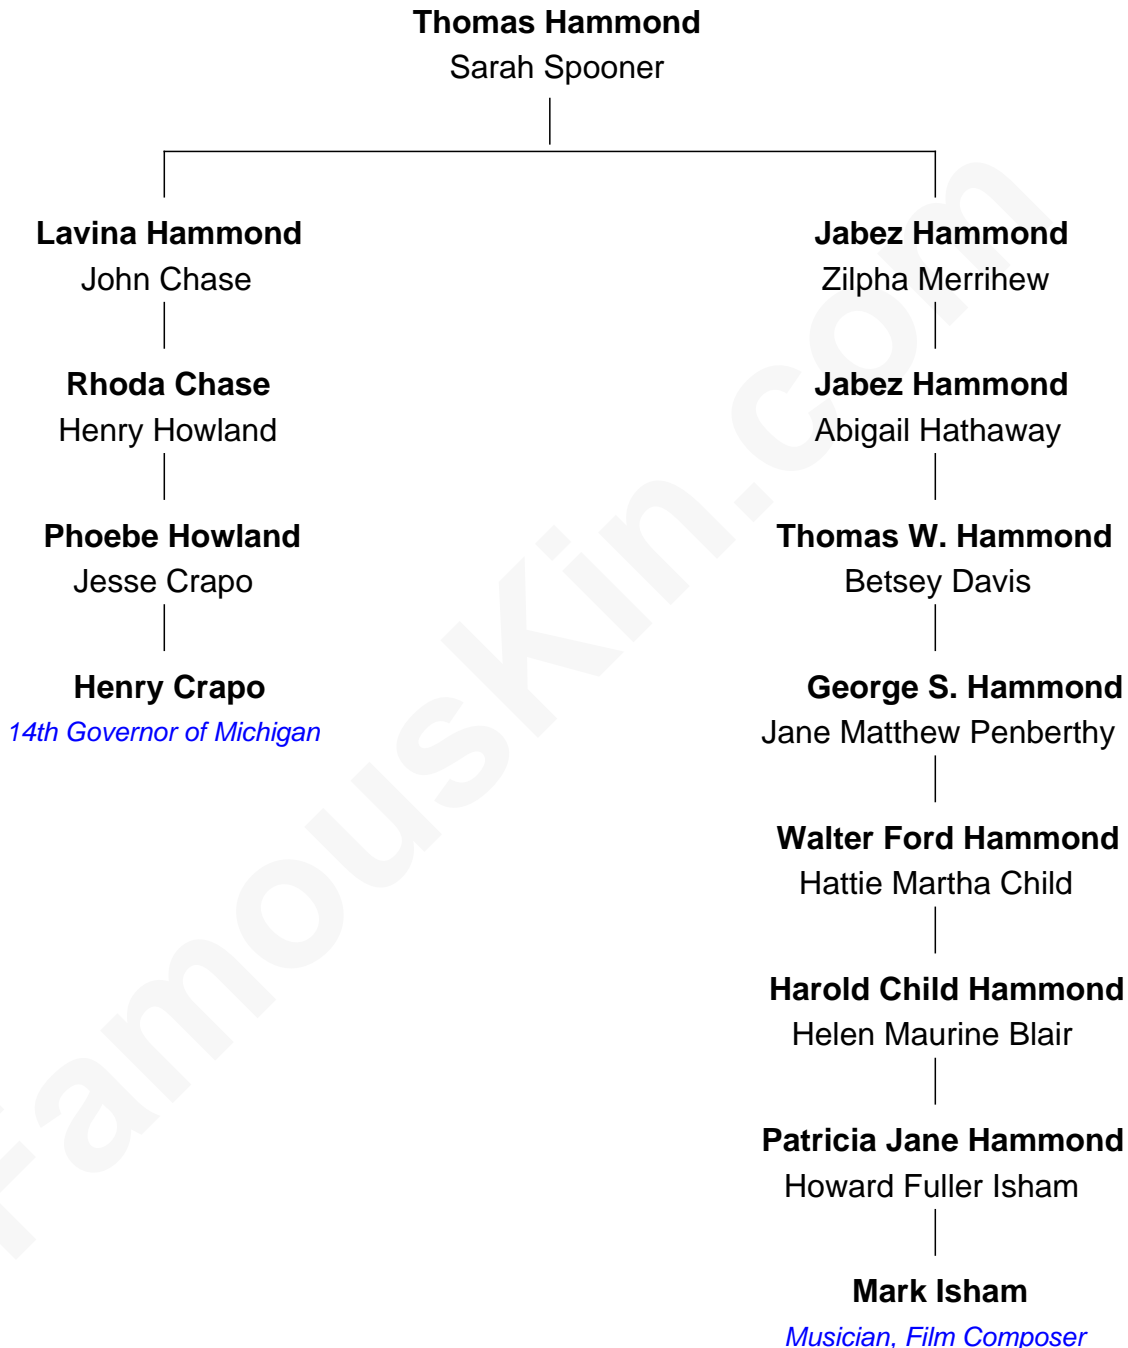 Thomas Hammond
Sarah Spooner
Lavina Hammond
John Chase
Rhoda Chase
Henry Howland
Phoebe Howland
Jesse Crapo
Henry Crapo
14th Governor of Michigan
Jabez Hammond
Zilpha Merrihew
Jabez Hammond
Abigail Hathaway
Thomas W. Hammond
Betsey Davis
George S. Hammond
Jane Matthew Penberthy
Walter Ford Hammond
Hattie Martha Child
Harold Child Hammond
Helen Maurine Blair
Patricia Jane Hammond
Howard Fuller Isham
Mark Isham
Musician, Film Composer
FamousKin.com